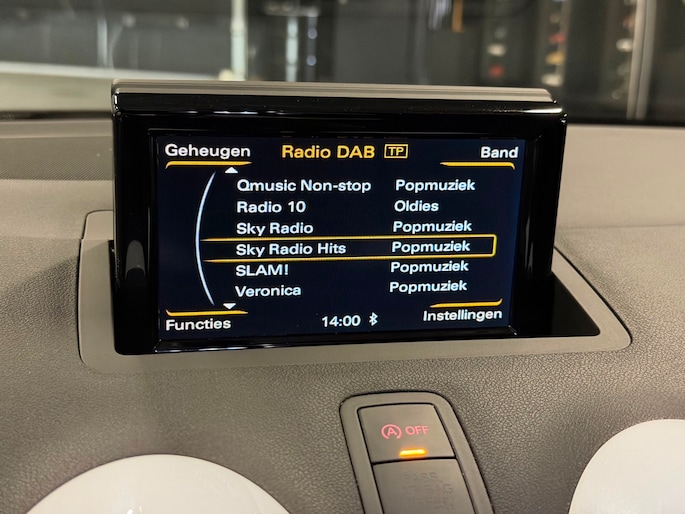 Geheugen Radio DAB TP Band
Qmusic Non-stop Popmuziek
Radio 10 Oldies
Sky Radio Popmuziek
Sky Radio Hits Popmuziek
SLAM! Popmuziek
Veronica Popmuziek
Functies 14:00 Instellingen
A OFF